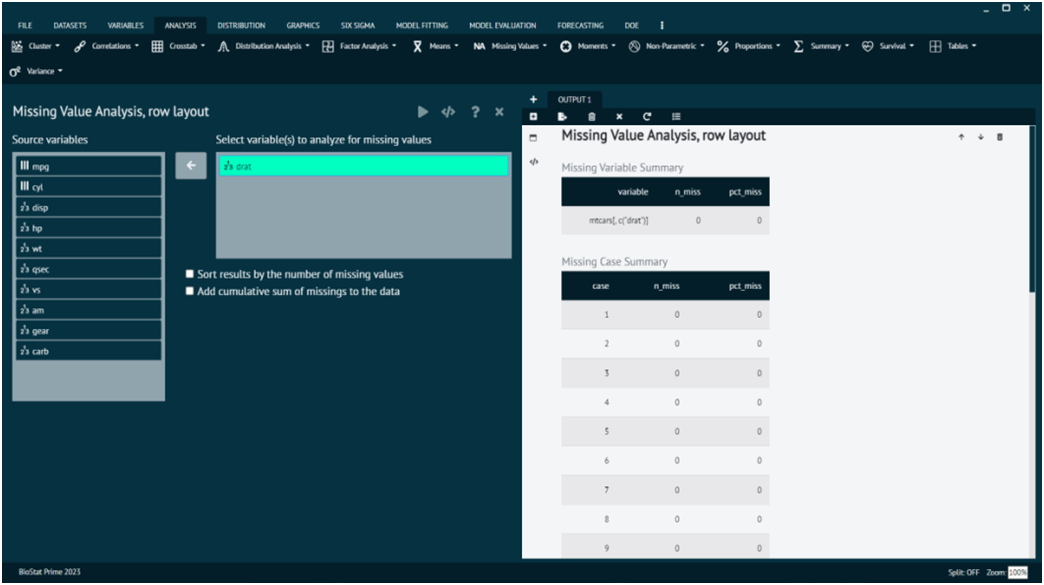 FILE DATASETS VARIABLES ANALYSIS DISTRIBUTION GRAPHICS SIX SIGMA MODEL FITTING MODEL EVALUATION FORECASTING DOE
Cluster Correlations Crosstab Distribution Analysis Factor Analysis Means NA Missing Values Moments Non-Parametric Proportions Summary Survival Tables
σ² Variance
Missing Value Analysis, row layout
Source variables
mpg
cyl
disp
hp
wt
qsec
vs
am
gear
carb
Select variable(s) to analyze for missing values
drat
Sort results by the number of missing values
Add cumulative sum of missings to the data
OUTPUT 1
Missing Value Analysis, row layout
Missing Variable Summary
variable n_miss pct_miss
mtcars[, c("drat")] 0 0
Missing Case Summary
case n_miss pct_miss
1 0 0
2 0 0
3 0 0
4 0 0
5 0 0
6 0 0
7 0 0
8 0 0
9 0 0
BioStat Prime 2023
Split: OFF Zoom: 100%